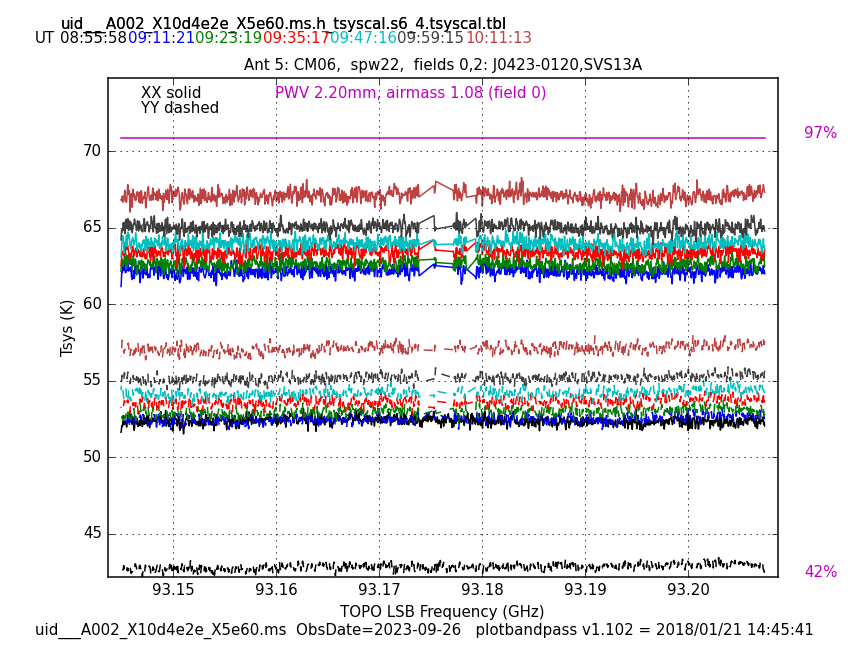 uid___A002_X10d4e2e_X5e60.ms.h_tsyscal.s6_4.tsyscal.tbl
UT 08:55:58 09:11:21 09:23:19 09:35:17 09:47:16 09:59:15 10:11:13
Ant 5: CM06, spw22, fields 0,2: J0423-0120,SVS13A
XX solid PWV 2.20mm, airmass 1.08 (field 0)
YY dashed
97%
70
65
60
55
50
45
Tsys (K)
42%
93.15 93.16 93.17 93.18 93.19 93.20
TOPO LSB Frequency (GHz)
uid___A002_X10d4e2e_X5e60.ms ObsDate=2023-09-26 plotbandpass v1.102 = 2018/01/21 14:45:41